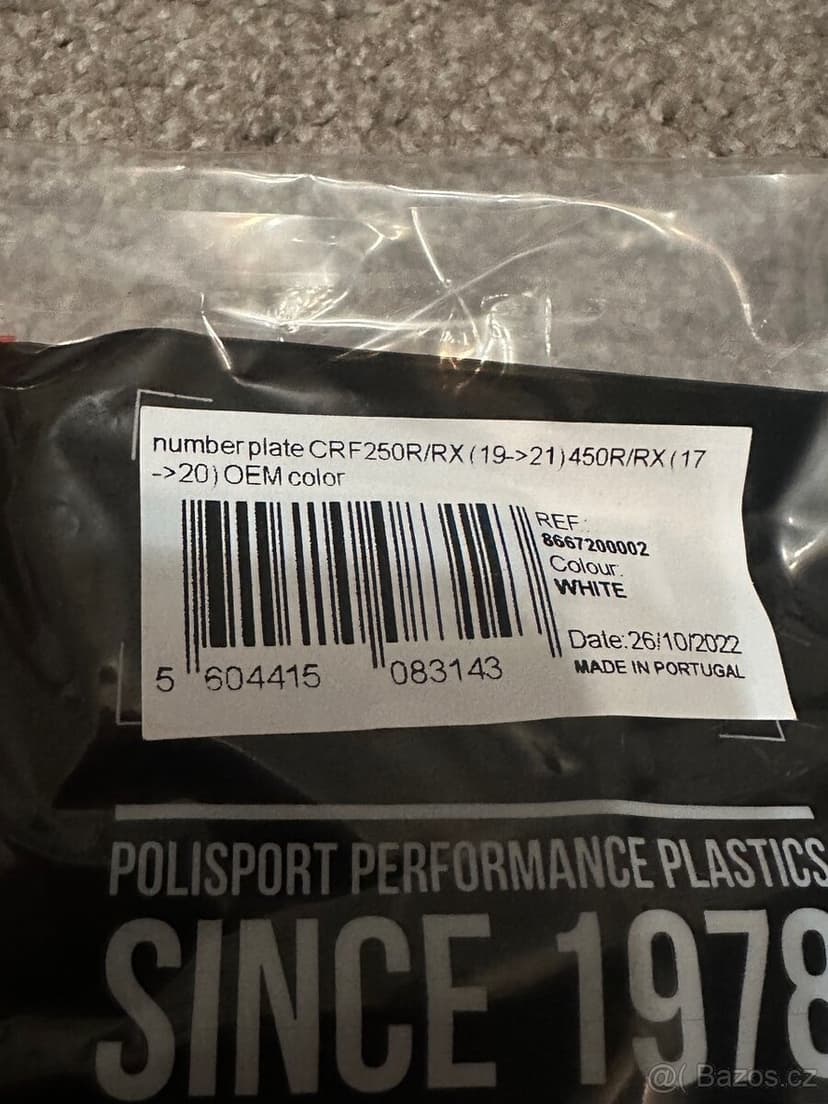 number plate CRF250R/RX (19->21) 450R/RX (17
->20) OEM color
REF:
8667200002
Colour:
WHITE
Date: 26/10/2022
MADE IN PORTUGAL
5 604415 083143
POLISPORT PERFORMANCE PLASTICS
SINCE 1978
@( Bazos.cz